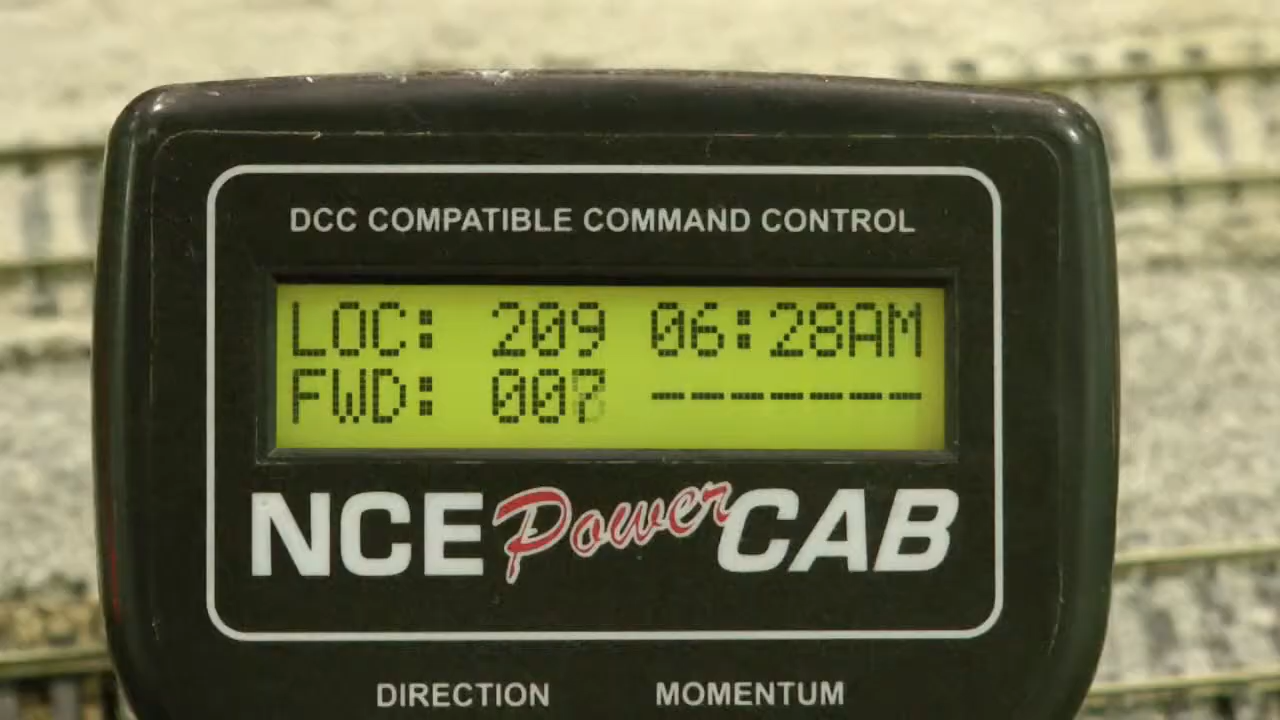 DCC COMPATIBLE COMMAND CONTROL
LOC: 209 06:28AM
FWD: 007 -------
NCE Power CAB
DIRECTION MOMENTUM